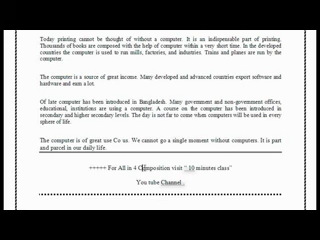 Today printing cannot be thought of without a computer. It is an indispensable part of printing.
Thousands of books are composed with the help of computer within a very short time. In the developed
countries the computer is used to run mills, factories, and industries. Trains and planes are run by the
computer.
The computer is a source of great income. Many developed and advanced countries export software and
hardware and earn a lot.
Of late computer has been introduced in Bangladesh. Many government and non-government offices,
educational, institutions are using a computer. A course on the computer has been introduced in
secondary and higher secondary levels. The day is not far to come when computers will be used in every
sphere of life.
The computer is of great use Co us. We cannot go a single moment without computers. It is part
and parcel in our daily life.
+++++ For All in 4 Composition visit " 10 minutes class"
You tube Channel .